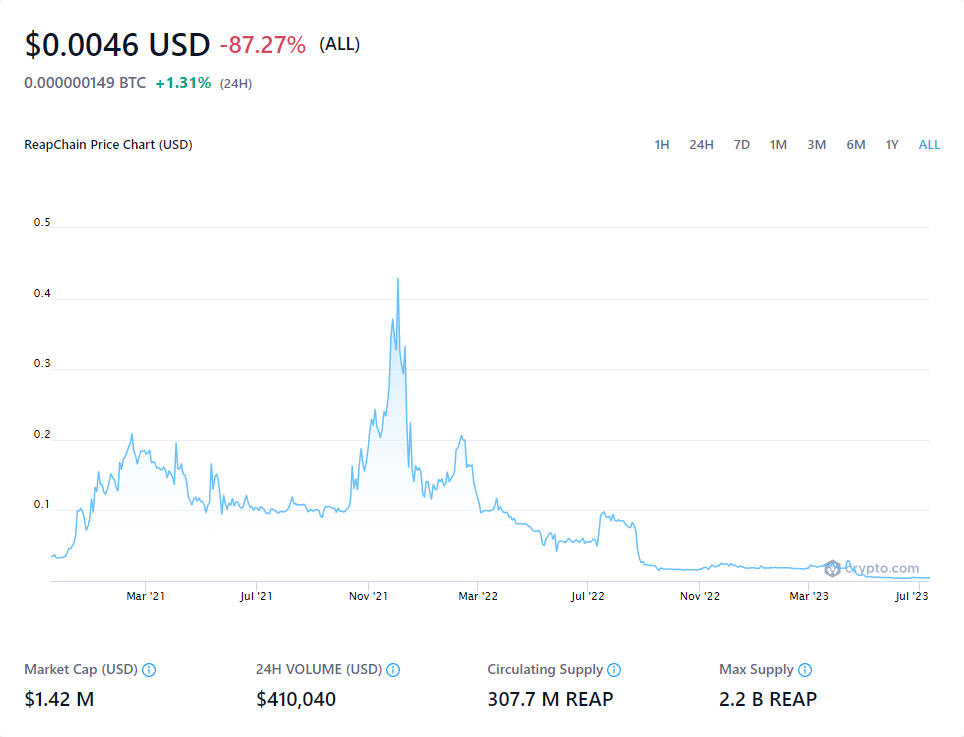 $0.0046 USD -87.27% (ALL)
0.000000149 BTC +1.31% (24H)
ReapChain Price Chart (USD) 1H 24H 7D 1M 3M 6M 1Y ALL
0.5
0.4
0.3
0.2
0.1
crypto.com
Mar '21 Jul '21 Nov '21 Mar '22 Jul '22 Nov '22 Mar '23 Jul '23
Market Cap (USD) 24H VOLUME (USD) Circulating Supply Max Supply
$1.42 M $410,040 307.7 M REAP 2.2 B REAP